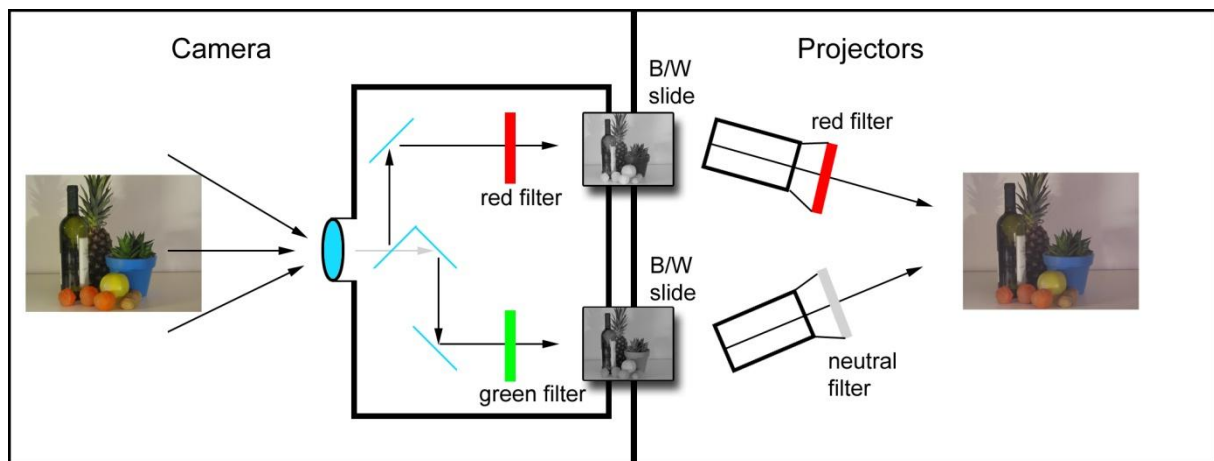 Camera
red filter
green filter
B/W
slide
B/W
slide
Projectors
red filter
neutral
filter